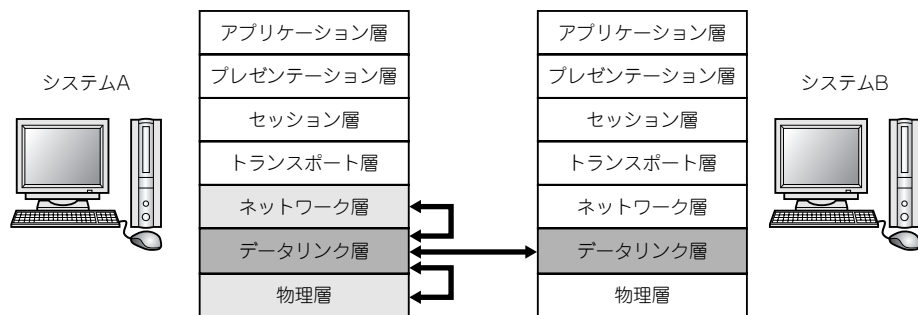 システムA
アプリケーション層
プレゼンテーション層
セッション層
トランスポート層
ネットワーク層
データリンク層
物理層
アプリケーション層
プレゼンテーション層
セッション層
トランスポート層
ネットワーク層
データリンク層
物理層
システムB